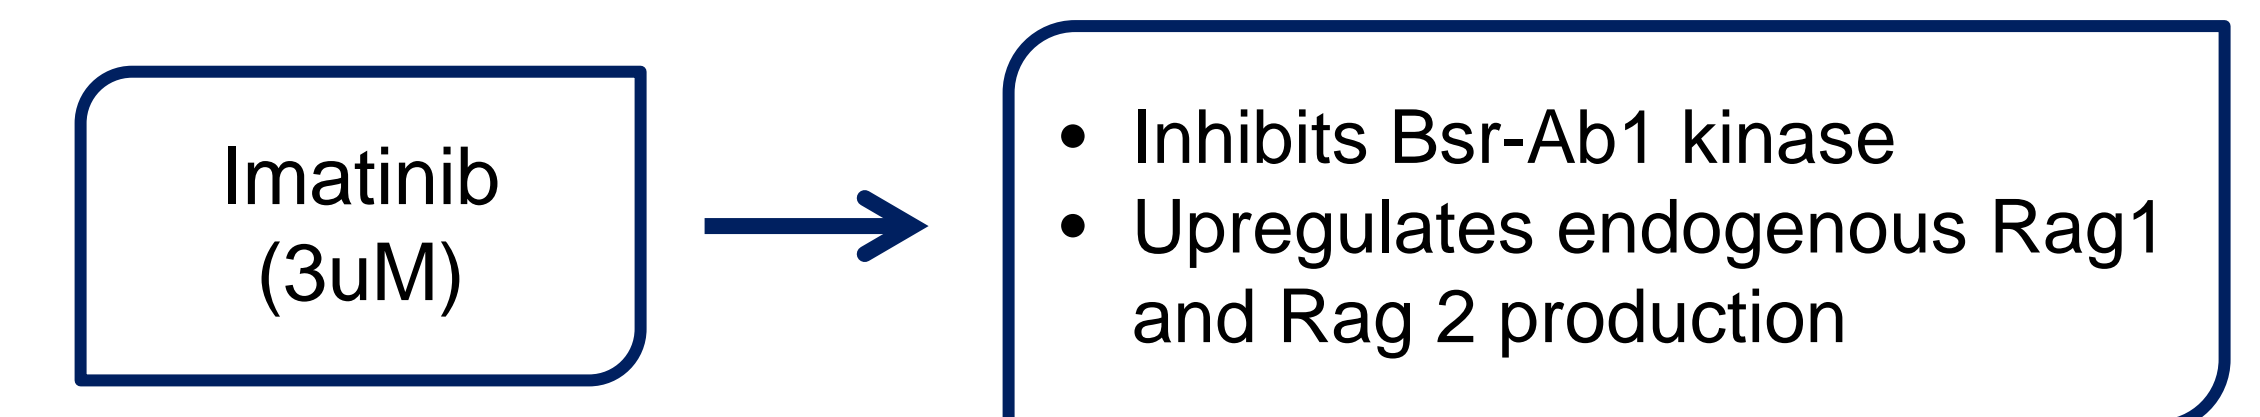 Imatinib
(3uM)
• Inhibits Bsr-Ab1 kinase
• Upregulates endogenous Rag1
and Rag 2 production